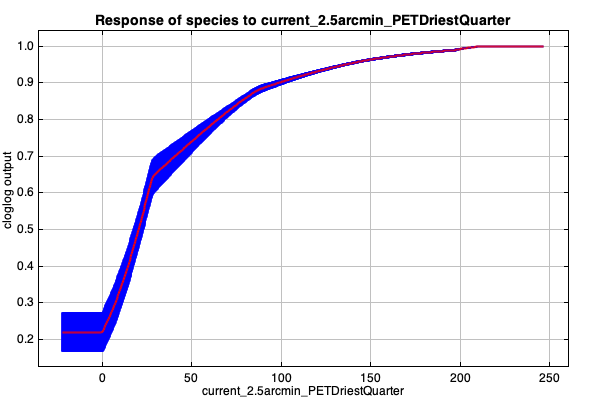 Response of species to current_2.5arcmin_PETDriestQuarter
cloglog output
1.0
0.9
0.8
0.7
0.6
0.5
0.4
0.3
0.2
0 50 100 150 200 250
current_2.5arcmin_PETDriestQuarter